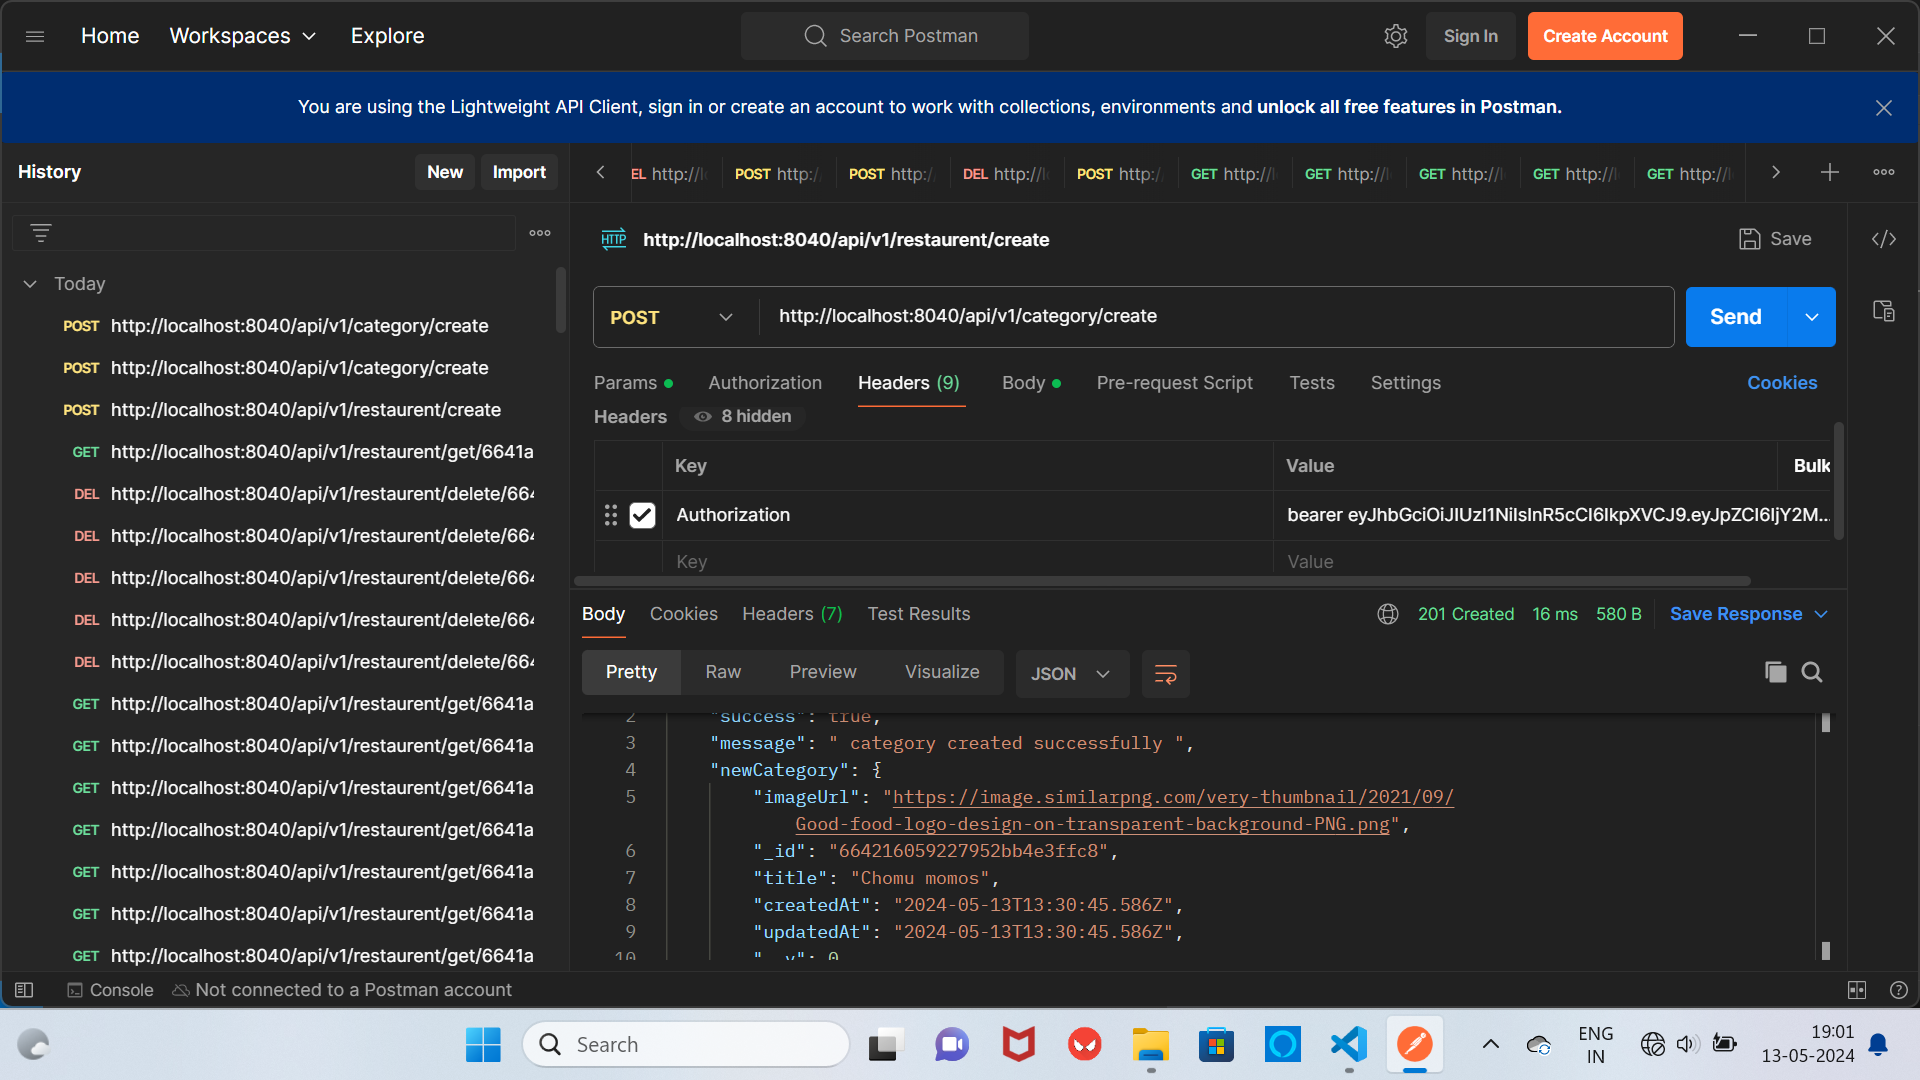 Home Workspaces Explore Search Postman Sign In Create Account
You are using the Lightweight API Client, sign in or create an account to work with collections, environments and unlock all free features in Postman.
History New Import
EL http://l POST http:/ POST http:/ DEL http://l POST http:/ GET http://l GET http://l GET http://l GET http://l GET http://l
HTTP http://localhost:8040/api/v1/restaurent/create Save
Today
POST http://localhost:8040/api/v1/category/create
POST http://localhost:8040/api/v1/category/create
POST http://localhost:8040/api/v1/restaurent/create
GET http://localhost:8040/api/v1/restaurent/get/6641a
DEL http://localhost:8040/api/v1/restaurent/delete/664
DEL http://localhost:8040/api/v1/restaurent/delete/664
DEL http://localhost:8040/api/v1/restaurent/delete/664
DEL http://localhost:8040/api/v1/restaurent/delete/664
DEL http://localhost:8040/api/v1/restaurent/delete/664
GET http://localhost:8040/api/v1/restaurent/get/6641a
GET http://localhost:8040/api/v1/restaurent/get/6641a
GET http://localhost:8040/api/v1/restaurent/get/6641a
GET http://localhost:8040/api/v1/restaurent/get/6641a
GET http://localhost:8040/api/v1/restaurent/get/6641a
GET http://localhost:8040/api/v1/restaurent/get/6641a
GET http://localhost:8040/api/v1/restaurent/get/6641a
POST http://localhost:8040/api/v1/category/create Send
Params Authorization Headers (9) Body Pre-request Script Tests Settings Cookies
Headers 8 hidden
Key Value Bulk
Authorization bearer eyJhbGciOiJIUzI1NiIsInR5cCI6IkpXVCJ9.eyJpZCI6IjY2M...
Key Value
Body Cookies Headers (7) Test Results 201 Created 16 ms 580 B Save Response
Pretty Raw Preview Visualize JSON
2 "success": true,
3 "message": " category created successfully ",
4 "newCategory": {
5 "imageUrl": "https://image.similarpng.com/very-thumbnail/2021/09/
Good-food-logo-design-on-transparent-background-PNG.png",
6 "_id": "664216059227952bb4e3ffc8",
7 "title": "Chomu momos",
8 "createdAt": "2024-05-13T13:30:45.586Z",
9 "updatedAt": "2024-05-13T13:30:45.586Z",
10 "__v": 0
Console Not connected to a Postman account
Search ENG
IN
19:01
13-05-2024